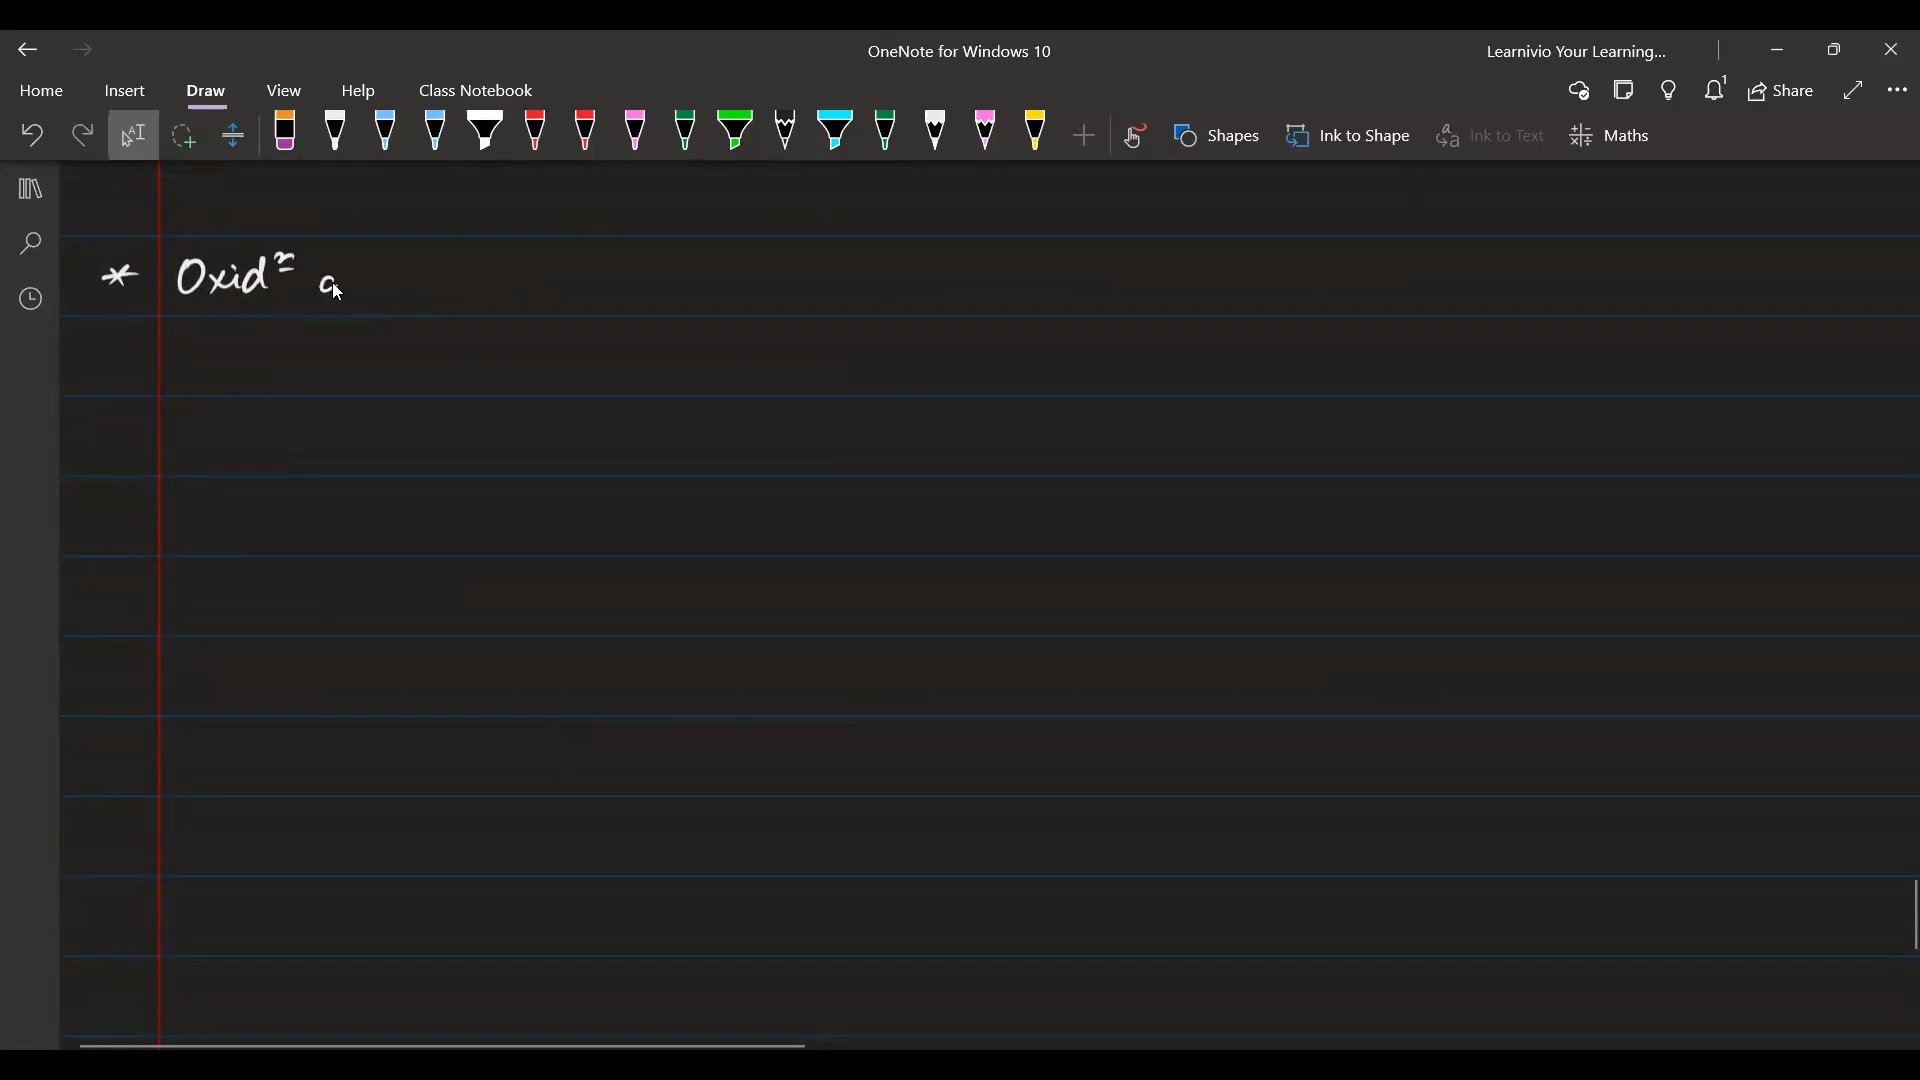 OneNote for Windows 10
Learnivio Your Learning...
Home Insert Draw View Help Class Notebook
1
Share
Shapes
Ink to Shape
Ink to Text
Maths
* Oxidⁿ